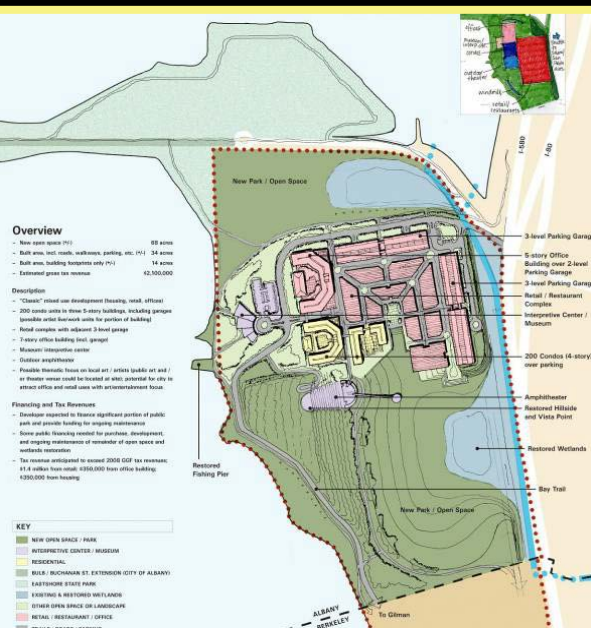 offices
New Park / Open Space
I-580
I-80
Overview
- New open space (+/-) 88 acres
- Built area, incl. roads, walkways, parking, etc. (+/-) 34 acres
- Built area, building footprints only (+/-) 14 acres
- Estimated gross tax revenue $2,100,000
Description
- "Classic" mixed use development (housing, retail, offices)
- 200 condo units in three 5-story buildings, including garages
(possible artist live/work units for portion of building)
- Retail complex with adjacent 3-level garage
- 7-story office building (incl. garage)
- Museum/ interpretive center
- Outdoor amphitheater
- Possible thematic focus on local art / artists (public art and /
or theater venue could be located at site); potential for city to
attract office and retail uses with art/entertainment focus
Financing and Tax Revenues
- Developer expected to finance significant portion of public
park and provide funding for ongoing maintenance
- Some public financing needed for purchase, development,
and ongoing maintenance of remainder of open space and
wetlands restoration
- Tax revenue anticipated to exceed 2008 GGF tax revenues;
$1.4 million from retail; $350,000 from office building;
$350,000 from housing
3-level Parking Garag
5-story Office
Building over 2-level
Parking Garage
3-level Parking Garag
Retail / Restaurant
Complex
Interpretive Center /
Museum
200 Condos (4-story)
over parking
Amphitheater
Restored Hillside
and Vista Point
Restored Wetlands
Bay Trail
Restored
Fishing Pier
New Park / Open Space
KEY
NEW OPEN SPACE / PARK
INTERPRETIVE CENTER / MUSEUM
RESIDENTIAL
BULB / BUCHANAN ST. EXTENSION (CITY OF ALBANY)
EASTSHORE STATE PARK
EXISTING & RESTORED WETLANDS
OTHER OPEN SPACE OR LANDSCAPE
RETAIL / RESTAURANT / OFFICE
ALBANY
BERKELEY
To Gilman